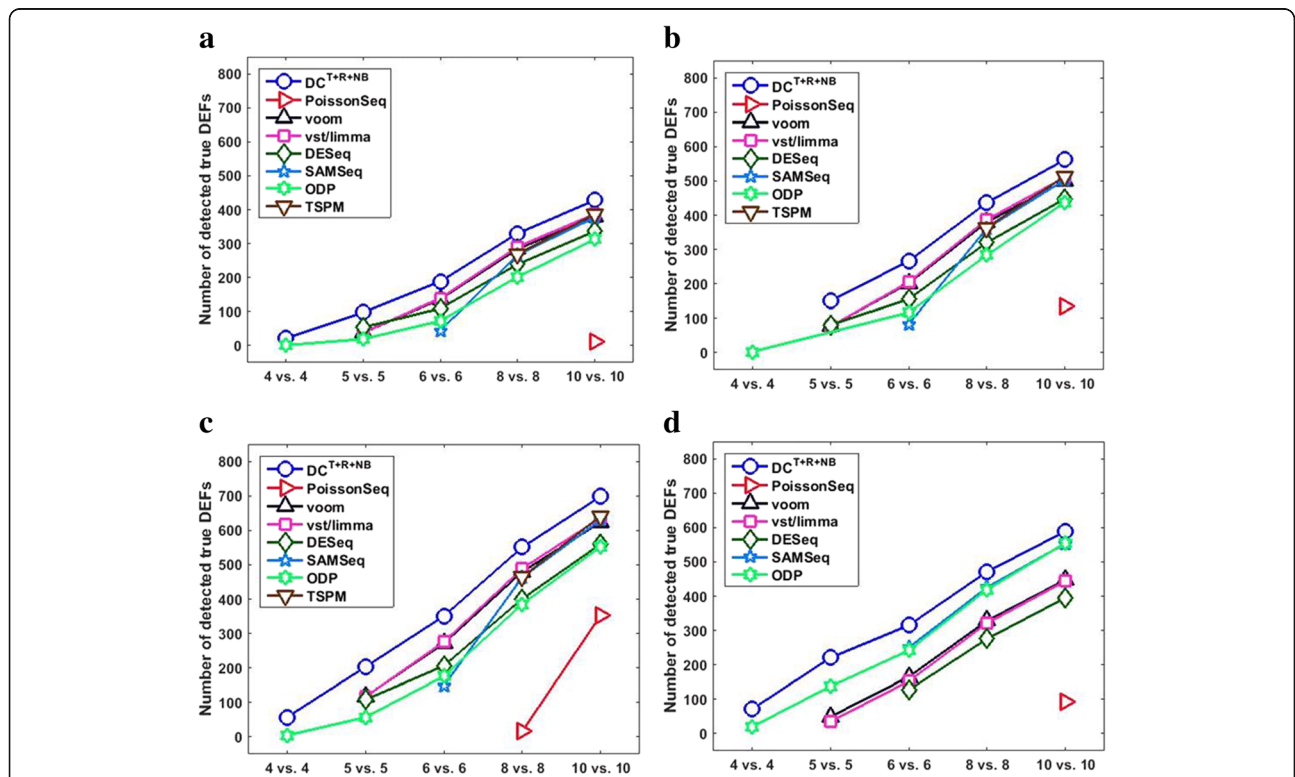 a
Number of detected true DEFs
800
700
600
500
400
300
200
100
0
DC^T+R+NB
PoissonSeq
voom
vst/limma
DESeq
SAMSeq
ODP
TSPM
4 vs. 4 5 vs. 5 6 vs. 6 8 vs. 8 10 vs. 10
b
Number of detected true DEFs
800
700
600
500
400
300
200
100
0
DC^T+R+NB
PoissonSeq
voom
vst/limma
DESeq
SAMSeq
ODP
TSPM
4 vs. 4 5 vs. 5 6 vs. 6 8 vs. 8 10 vs. 10
c
Number of detected true DEFs
800
700
600
500
400
300
200
100
0
DC^T+R+NB
PoissonSeq
voom
vst/limma
DESeq
SAMSeq
ODP
TSPM
4 vs. 4 5 vs. 5 6 vs. 6 8 vs. 8 10 vs. 10
d
Number of detected true DEFs
800
700
600
500
400
300
200
100
0
DC^T+R+NB
PoissonSeq
voom
vst/limma
DESeq
SAMSeq
ODP
4 vs. 4 5 vs. 5 6 vs. 6 8 vs. 8 10 vs. 10